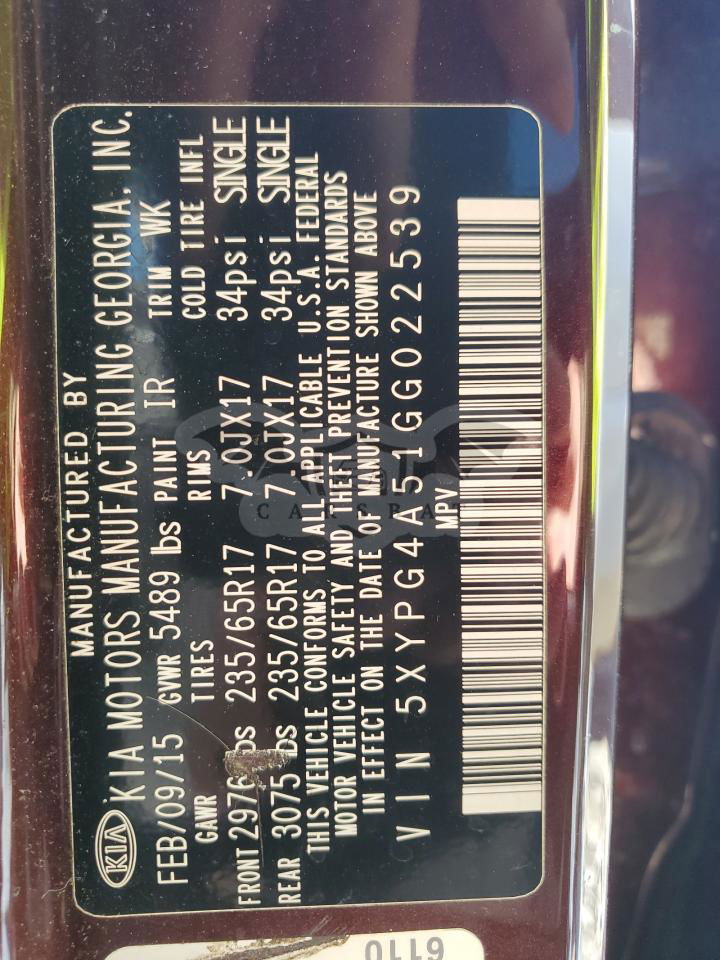 MANUFACTURED BY
KIA KIA MOTORS MANUFACTURING GEORGIA, INC.
FEB/09/15 GVWR 5489 lbs PAINT IR TRIM WK
GAWR TIRES RIMS COLD TIRE INFL
FRONT 2976 lbs 235/65R17 7.0JX17 34psi SINGLE
REAR 3075 lbs 235/65R17 7.0JX17 34psi SINGLE
THIS VEHICLE CONFORMS TO ALL APPLICABLE U.S.A. FEDERAL
MOTOR VEHICLE SAFETY AND THEFT PREVENTION STANDARDS
IN EFFECT ON THE DATE OF MANUFACTURE SHOWN ABOVE
VIN 5XYPG4A51GG022539
MPV
6110